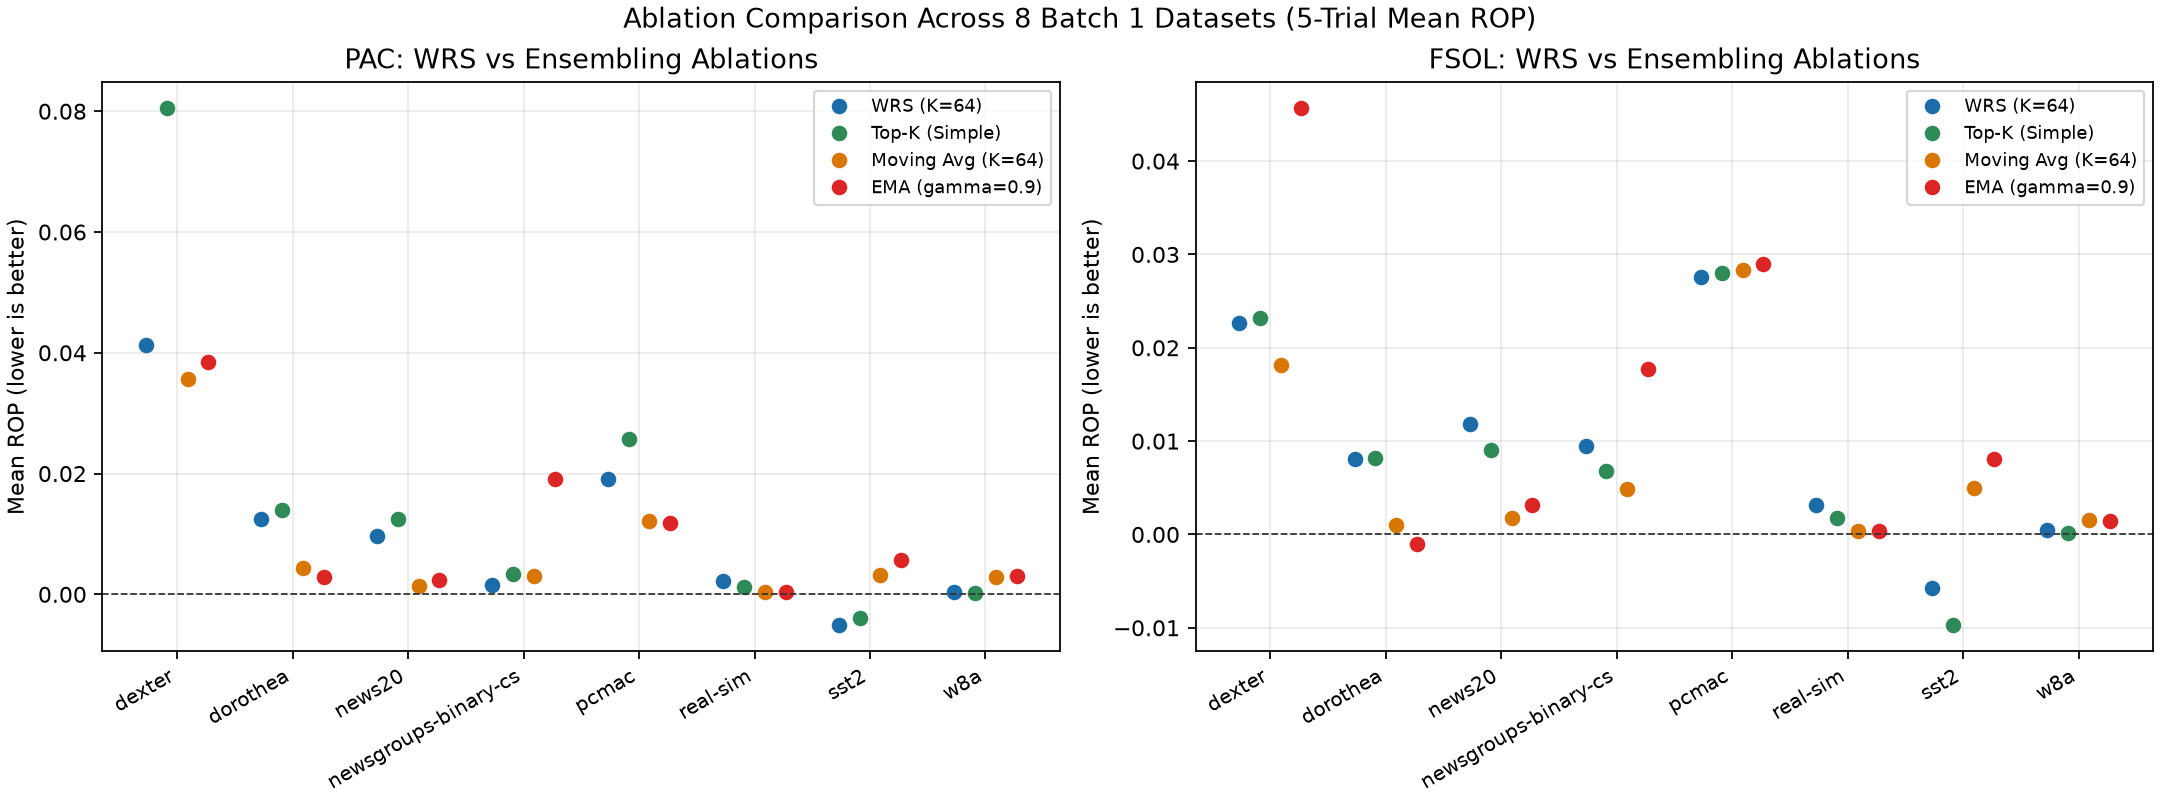 Ablation Comparison Across 8 Batch 1 Datasets (5-Trial Mean ROP)
PAC: WRS vs Ensembling Ablations
Mean ROP (lower is better)
0.08
0.06
0.04
0.02
0.00
WRS (K=64)
Top-K (Simple)
Moving Avg (K=64)
EMA (gamma=0.9)
dexter
dorothea
news20
newsgroups-binary-cs
pcmac
real-sim
sst2
w8a
FSOL: WRS vs Ensembling Ablations
Mean ROP (lower is better)
0.04
0.03
0.02
0.01
0.00
−0.01
WRS (K=64)
Top-K (Simple)
Moving Avg (K=64)
EMA (gamma=0.9)
dexter
dorothea
news20
newsgroups-binary-cs
pcmac
real-sim
sst2
w8a